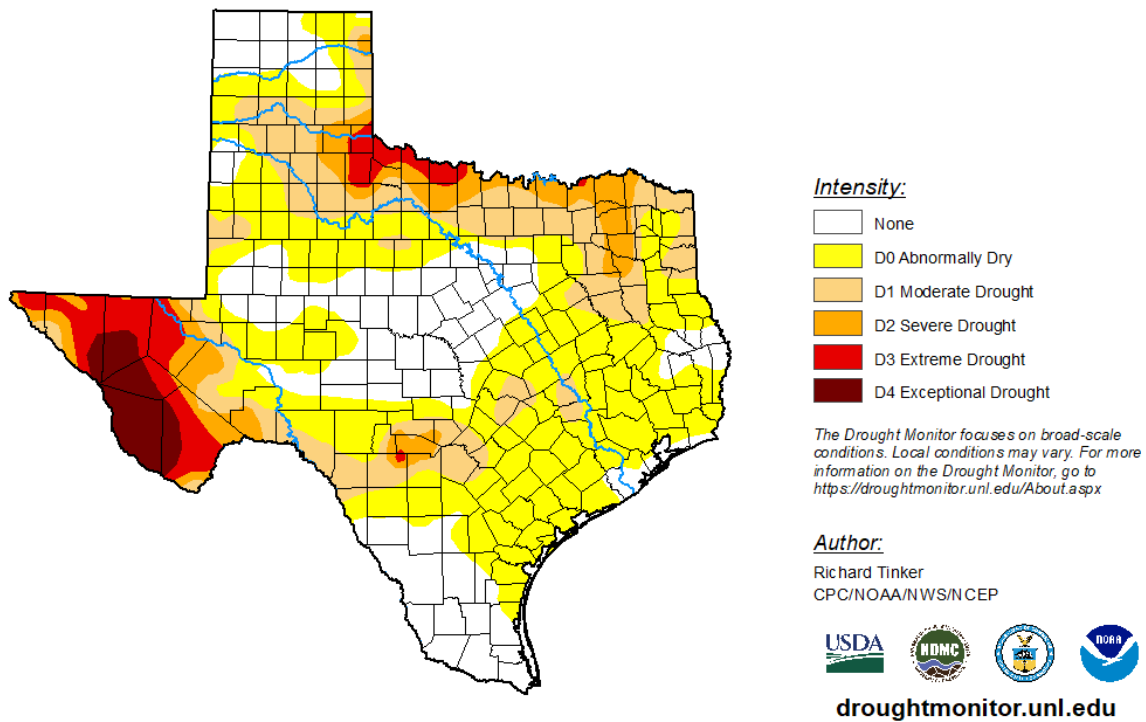 Intensity:
None
D0 Abnormally Dry
D1 Moderate Drought
D2 Severe Drought
D3 Extreme Drought
D4 Exceptional Drought
The Drought Monitor focuses on broad-scale
conditions. Local conditions may vary. For more
information on the Drought Monitor, go to
https://droughtmonitor.unl.edu/About.aspx
Author:
Richard Tinker
CPC/NOAA/NWS/NCEP
USDA
NDMC
NOAA
droughtmonitor.unl.edu